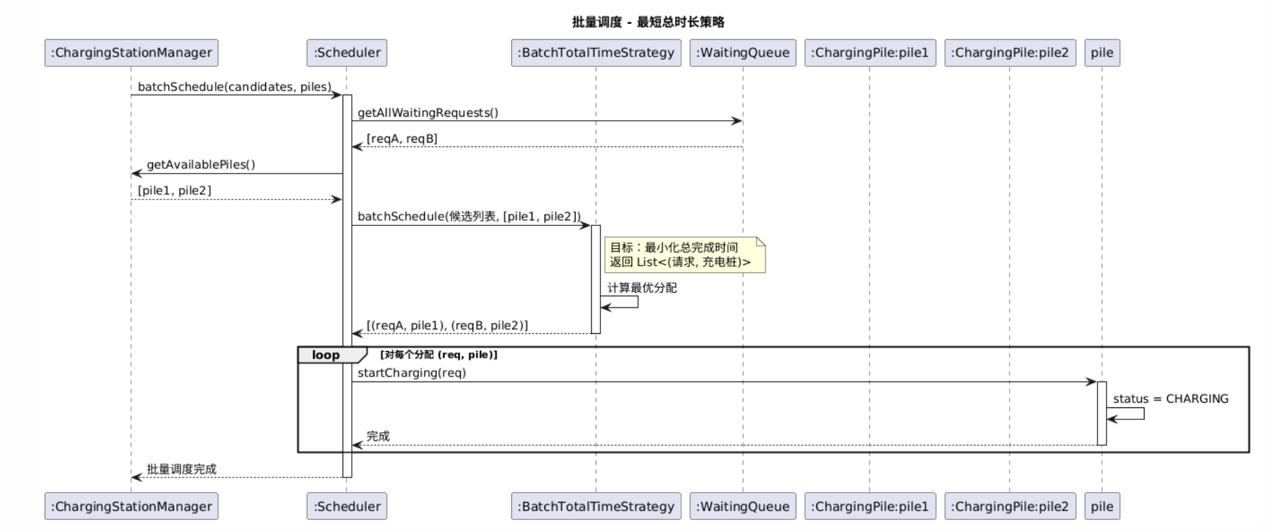 批量调度 - 最短总时长策略
:ChargingStationManager :Scheduler :BatchTotalTimeStrategy :WaitingQueue :ChargingPile:pile1 :ChargingPile:pile2 pile
batchSchedule(candidates, piles)
getAllWaitingRequests()
[reqA, reqB]
getAvailablePiles()
[pile1, pile2]
batchSchedule(候选列表, [pile1, pile2])
目标：最小化总完成时间
返回 List<(请求, 充电桩)>
计算最优分配
[(reqA, pile1), (reqB, pile2)]
loop [对每个分配 (req, pile)]
startCharging(req)
status = CHARGING
完成
批量调度完成
:ChargingStationManager :Scheduler :BatchTotalTimeStrategy :WaitingQueue :ChargingPile:pile1 :ChargingPile:pile2 pile